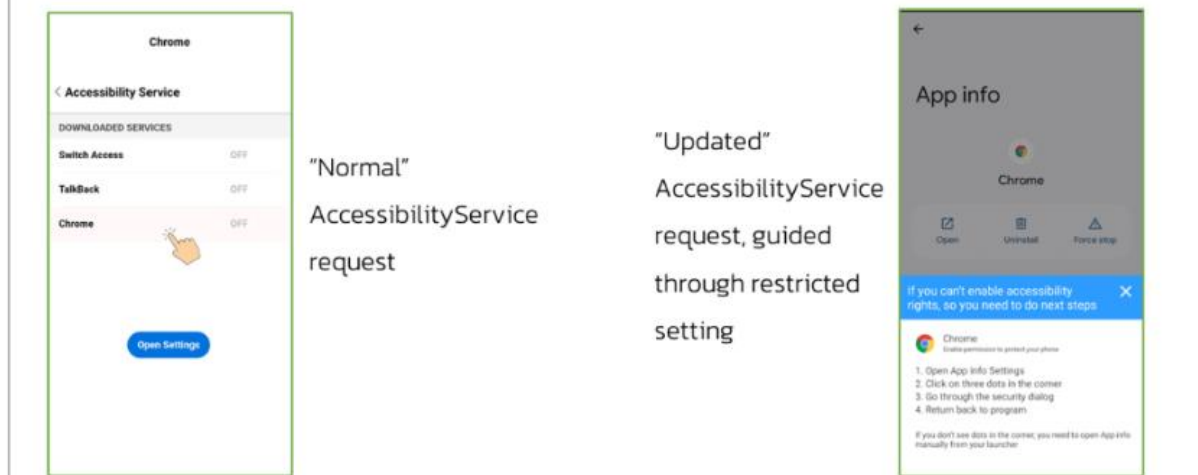 Chrome
< Accessibility Service
DOWNLOADED SERVICES
Switch Access OFF
TalkBack OFF
Chrome OFF
Open Settings
"Normal"
AccessibilityService
request
"Updated"
AccessibilityService
request, guided
through restricted
setting
App info
Chrome
Open Uninstall Force stop
If you can't enable accessibility
rights, so you need to do next steps
Chrome
Enable permission to protect your phone
1. Open App Info Settings
2. Click on three dots in the corner
3. Go through the security dialog
4. Return back to program
If you don't see dots in the corner, you need to open App info
manually from your launcher